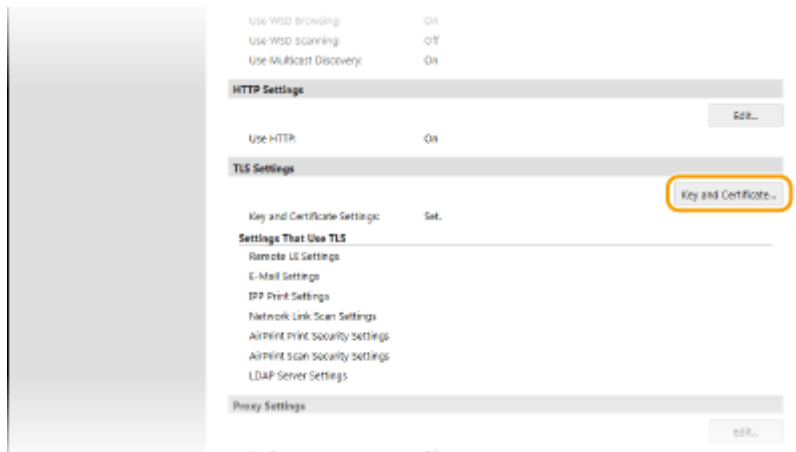 Use WSD Browsing: On
Use WSD Scanning: Off
Use Multicast Discovery: On
HTTP Settings
Edit...
Use HTTP: On
TLS Settings
Key and Certificate...
Key and Certificate Settings: Set.
Settings That Use TLS
Remote UI Settings
E-Mail Settings
IPP Print Settings
Network Link Scan Settings
AirPrint Print Security Settings
AirPrint Scan Security Settings
LDAP Server Settings
Proxy Settings
Edit...